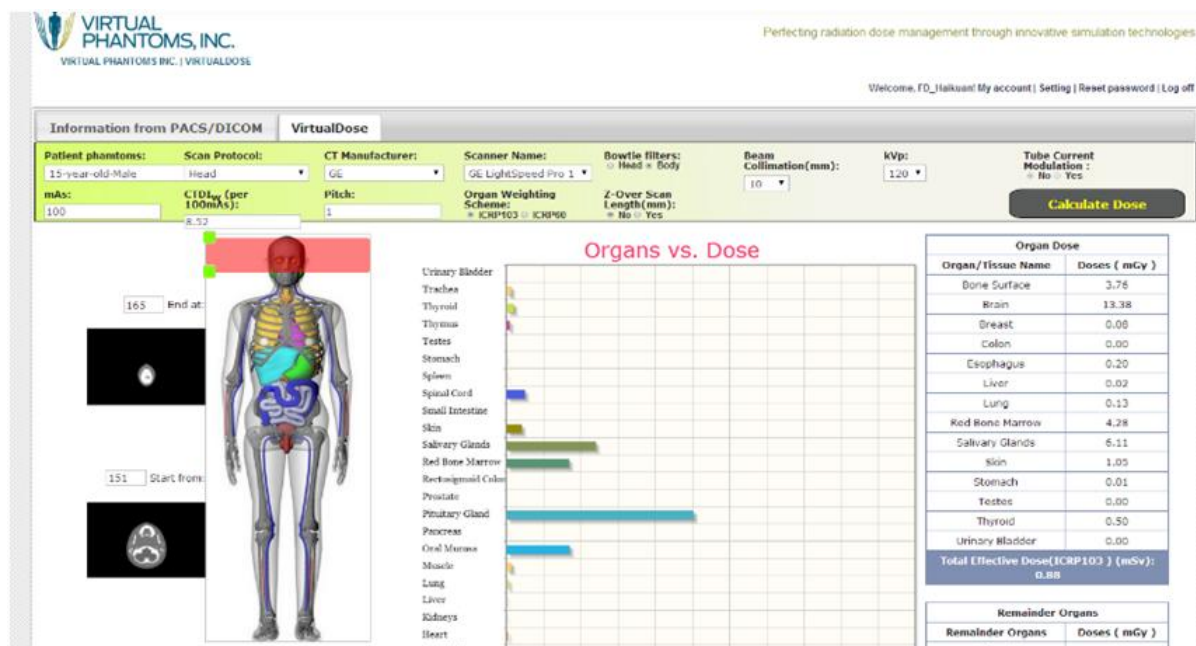 VIRTUAL
PHANTOMS, INC.
VIRTUAL PHANTOMS INC. | VIRTUALDOSE
Perfecting radiation dose management through innovative simulation technologies
Welcome, FD_Haikuan! My account | Setting | Reset password | Log off
Information from PACS/DICOM VirtualDose
Patient phamtoms: Scan Protocol: CT Manufacturer: Scanner Name: Bowtie filters: Beam Collimation(mm): kVp: Tube Current Modulation :
15-year-old-Male Head GE GE LightSpeed Pro 1 Head Body 10 120 No Yes
mAs: CTDIw (per 100mAs): Pitch: Organ Weighting Scheme: Z-Over Scan Length(mm):
100 8.52 1 ICRP103 ICRP60 No Yes
Calculate Dose
165 End at:
151 Start from:
Organs vs. Dose
Urinary Bladder
Trachea
Thyroid
Thymus
Testes
Stomach
Spleen
Spinal Cord
Small Intestine
Skin
Salivary Glands
Red Bone Marrow
Rectosigmoid Colon
Prostate
Pituitary Gland
Pancreas
Oral Mucosa
Muscle
Lung
Liver
Kidneys
Heart
Organ Dose
Organ/Tissue Name Doses ( mGy )
Bone Surface 3.76
Brain 13.38
Breast 0.08
Colon 0.00
Esophagus 0.20
Liver 0.02
Lung 0.13
Red Bone Marrow 4.28
Salivary Glands 6.11
Skin 1.05
Stomach 0.01
Testes 0.00
Thyroid 0.50
Urinary Bladder 0.00
Total Effective Dose(ICRP103 ) (mSv):
0.88
Remainder Organs
Remainder Organs Doses ( mGy )